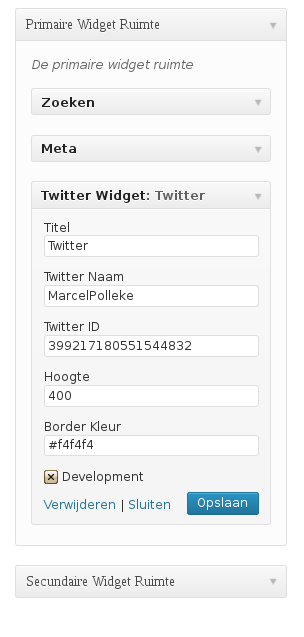 Primaire Widget Ruimte
De primaire widget ruimte
Zoeken
Meta
Twitter Widget: Twitter
Titel
Twitter
Twitter Naam
MarcelPolleke
Twitter ID
399217180551544832
Hoogte
400
Border Kleur
#f4f4f4
Development
Verwijderen | Sluiten Opslaan
Secundaire Widget Ruimte